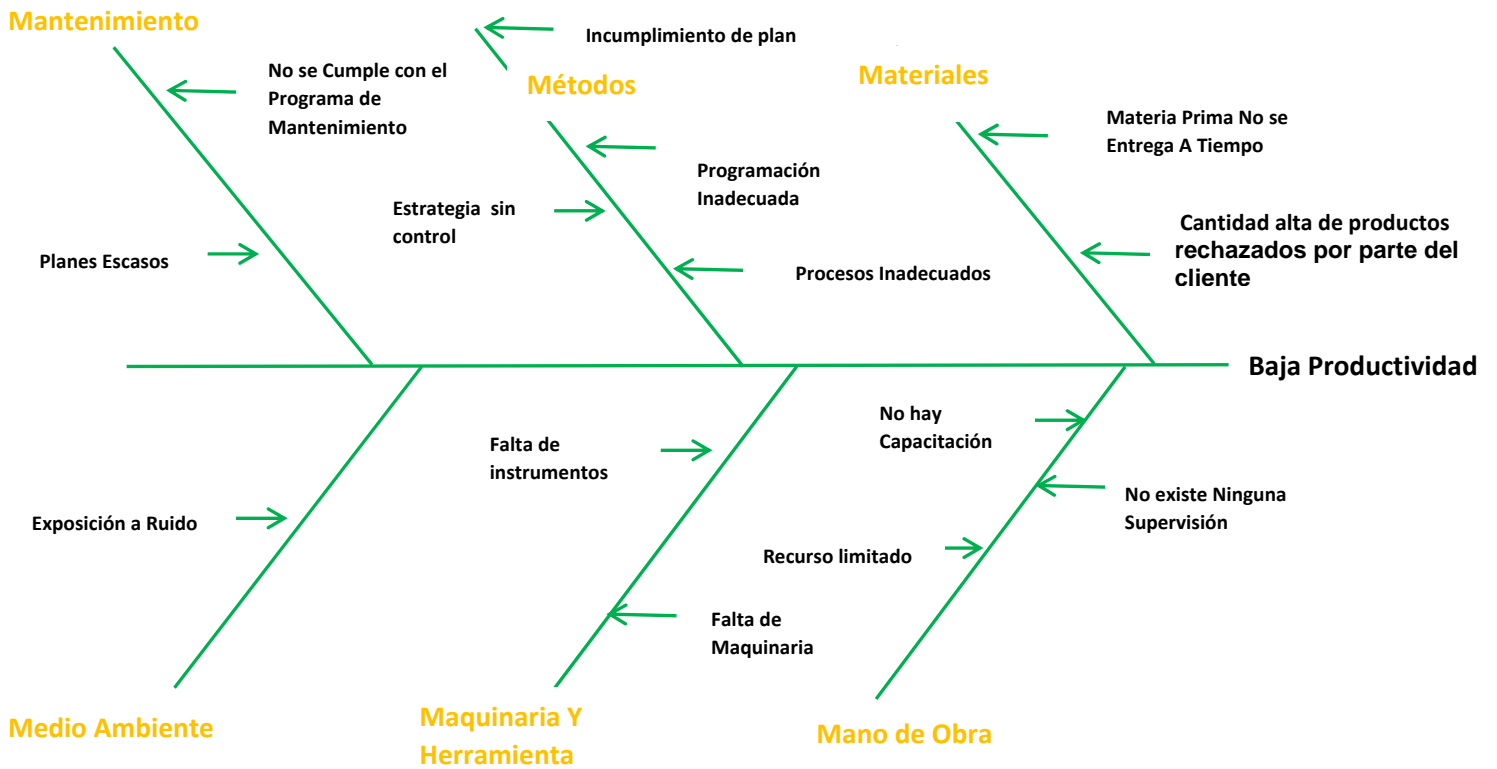 Mantenimiento
Incumplimiento de plan
No se Cumple con el
Programa de
Mantenimiento
Métodos
Materiales
Materia Prima No se
Entrega A Tiempo
Programación
Inadecuada
Estrategia sin
control
Cantidad alta de productos
rechazados por parte del
cliente
Planes Escasos
Procesos Inadecuados
Baja Productividad
No hay
Capacitación
Falta de
instrumentos
No existe Ninguna
Supervisión
Exposición a Ruido
Recurso limitado
Falta de
Maquinaria
Medio Ambiente
Maquinaria Y
Herramienta
Mano de Obra